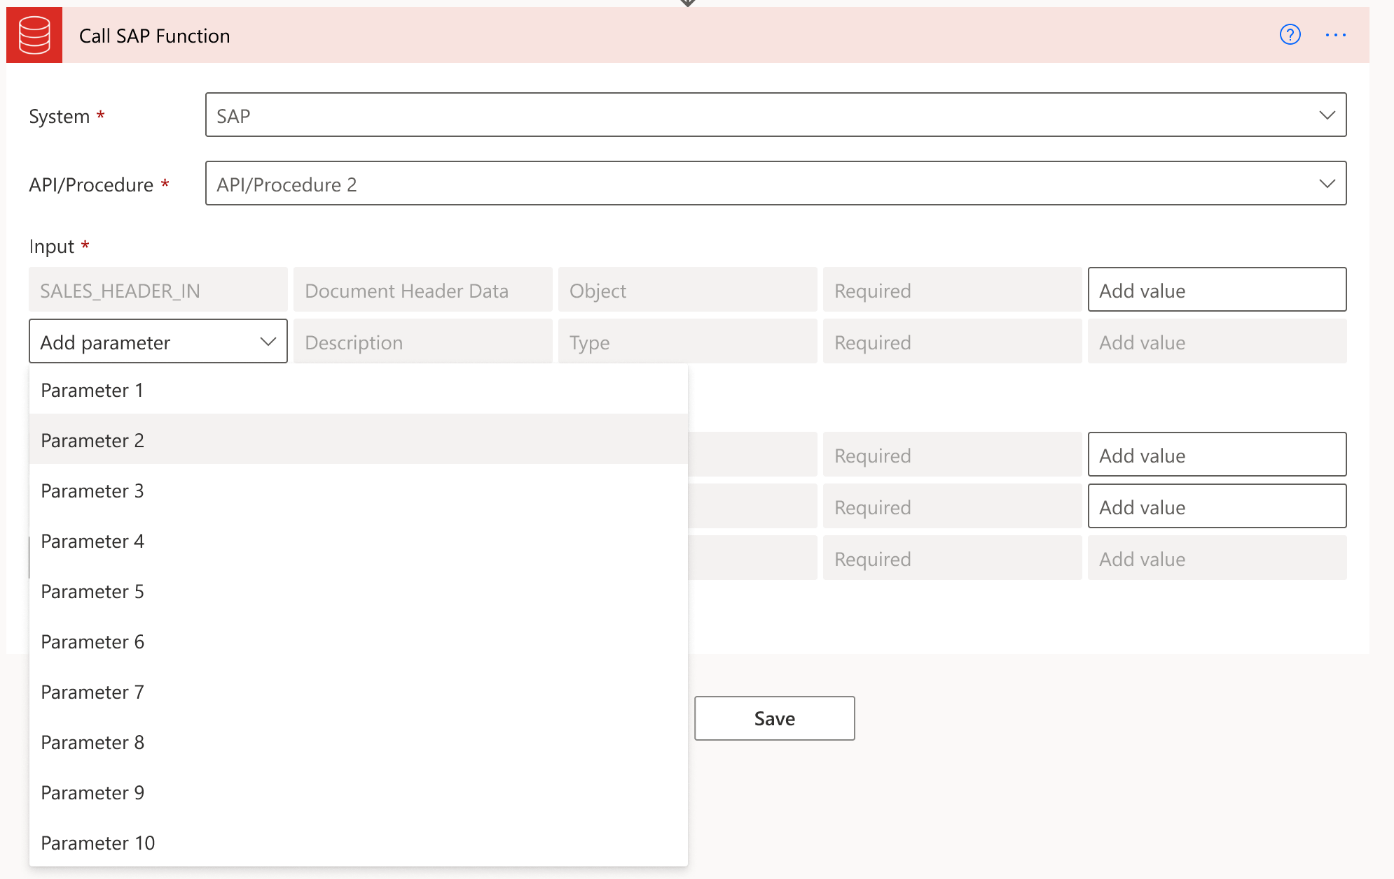 Call SAP Function
System *
SAP
API/Procedure *
API/Procedure 2
Input *
SALES_HEADER_IN Document Header Data Object Required Add value
Add parameter Description Type Required Add value
Parameter 1
Parameter 2
Required Add value
Parameter 3
Required Add value
Parameter 4
Required Add value
Parameter 5
Parameter 6
Parameter 7
Save
Parameter 8
Parameter 9
Parameter 10